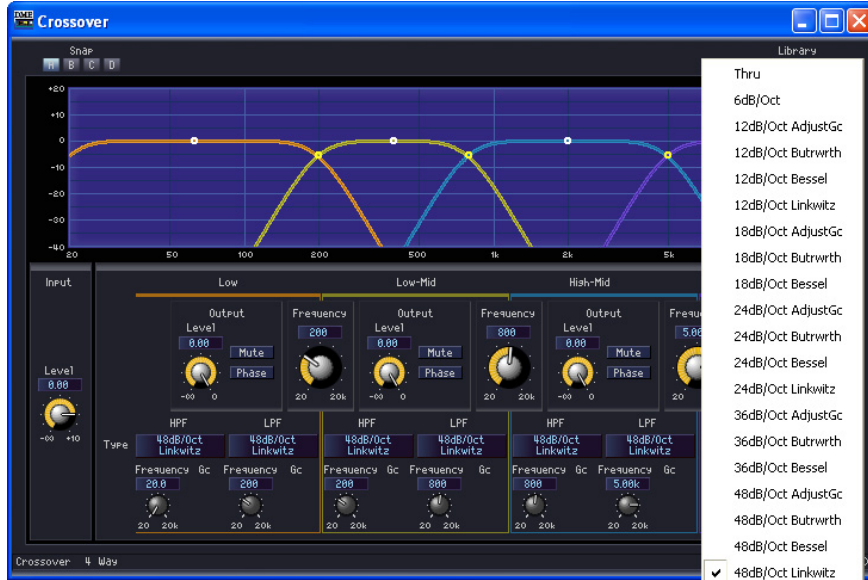 DME
Crossover
Snap
Library
A B C D
+20
+10
0
-10
-20
-30
-40
20 50 100 200 500 1k 2k 5k
Input
Low
Low-Mid
High-Mid
Output Frequency Output Frequency Output Frequency
Level 200 Level 800 Level 5.00
0.00 Mute 0.00 Mute 0.00 Mute
Phase Phase Phase
-∞ 0 20 20k -∞ 0 20 20k -∞ 0 20
Level
0.00
-∞ +10
HPF LPF HPF LPF HPF LPF
Type 48dB/Oct Linkwitz 48dB/Oct Linkwitz 48dB/Oct Linkwitz 48dB/Oct Linkwitz 48dB/Oct Linkwitz 48dB/Oct Linkwitz
Frequency Gc Frequency Gc Frequency Gc Frequency Gc Frequency Gc Frequency Gc
20.0 200 200 800 800 5.00k
20 20k 20 20k 20 20k 20 20k 20 20k 20 20k
Crossover 4 Way
Thru
6dB/Oct
12dB/Oct AdjustGc
12dB/Oct Butrwrth
12dB/Oct Bessel
12dB/Oct Linkwitz
18dB/Oct AdjustGc
18dB/Oct Butrwrth
18dB/Oct Bessel
24dB/Oct AdjustGc
24dB/Oct Butrwrth
24dB/Oct Bessel
24dB/Oct Linkwitz
36dB/Oct AdjustGc
36dB/Oct Butrwrth
36dB/Oct Bessel
48dB/Oct AdjustGc
48dB/Oct Butrwrth
48dB/Oct Bessel
48dB/Oct Linkwitz